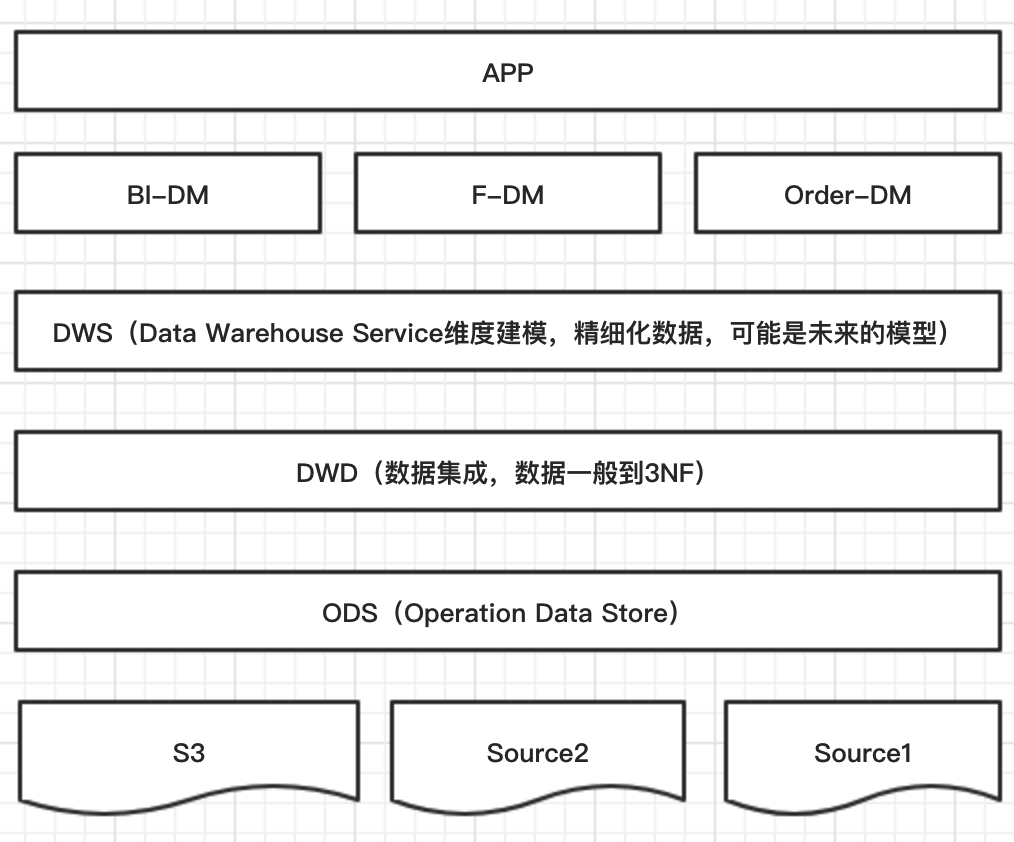 APP
BI-DM
F-DM
Order-DM
DWS（Data Warehouse Service维度建模，精细化数据，可能是未来的模型）
DWD（数据集成，数据一般到3NF）
ODS（Operation Data Store）
S3
Source2
Source1